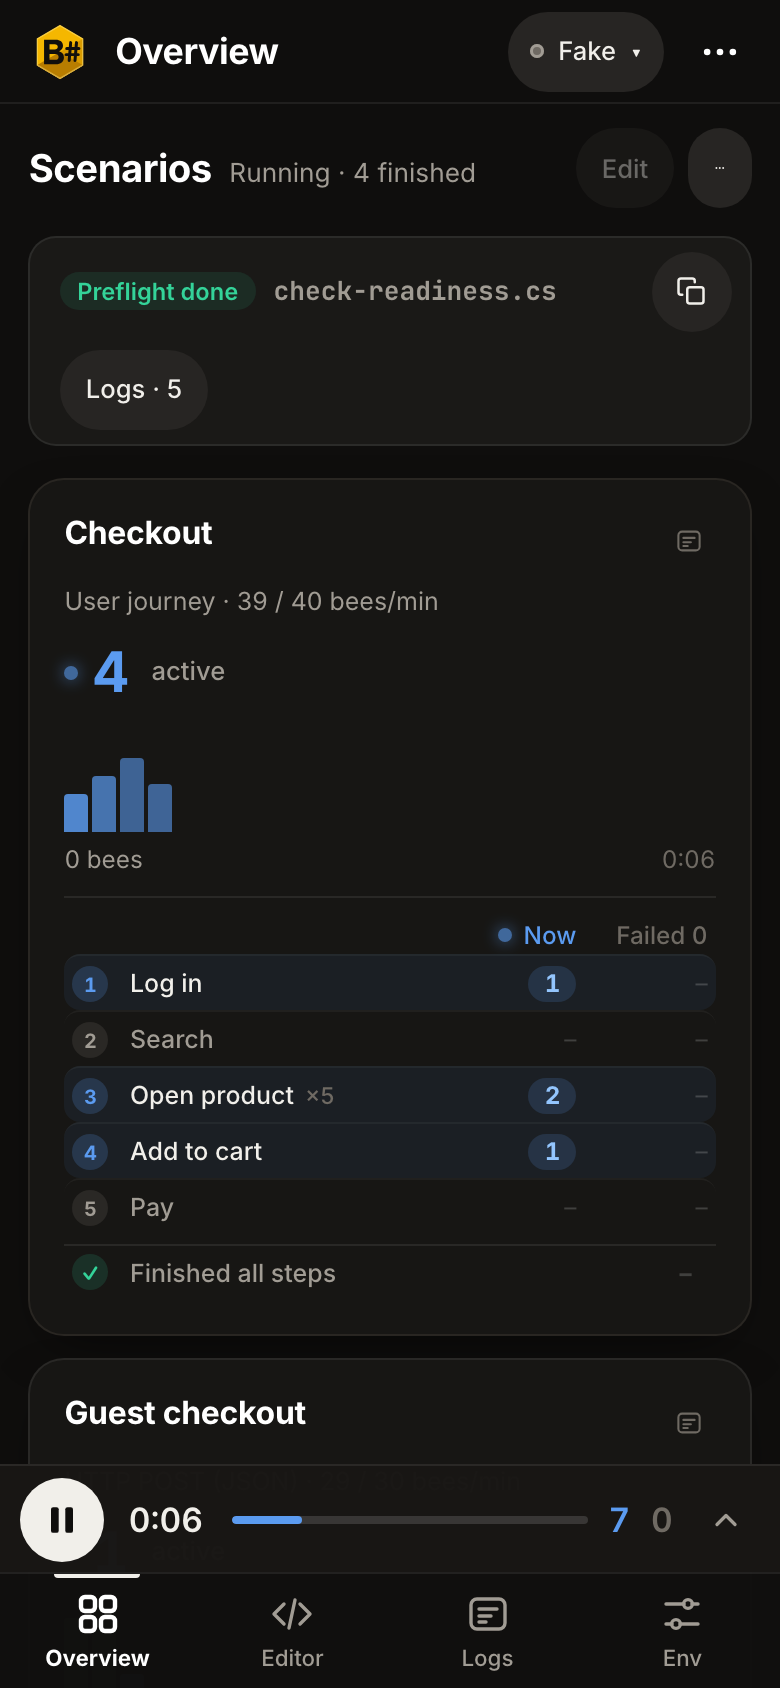 B#
Overview
Fake ▾
Scenarios
Running · 4 finished
Edit
Preflight done
check-readiness.cs
Logs · 5
Checkout
User journey · 39 / 40 bees/min
4 active
0 bees
0:06
Now
Failed 0
1 Log in 1 –
2 Search – –
3 Open product ×5 2 –
4 Add to cart 1 –
5 Pay – –
Finished all steps –
Guest checkout
0:06
7 0
Overview
Editor
Logs
Env